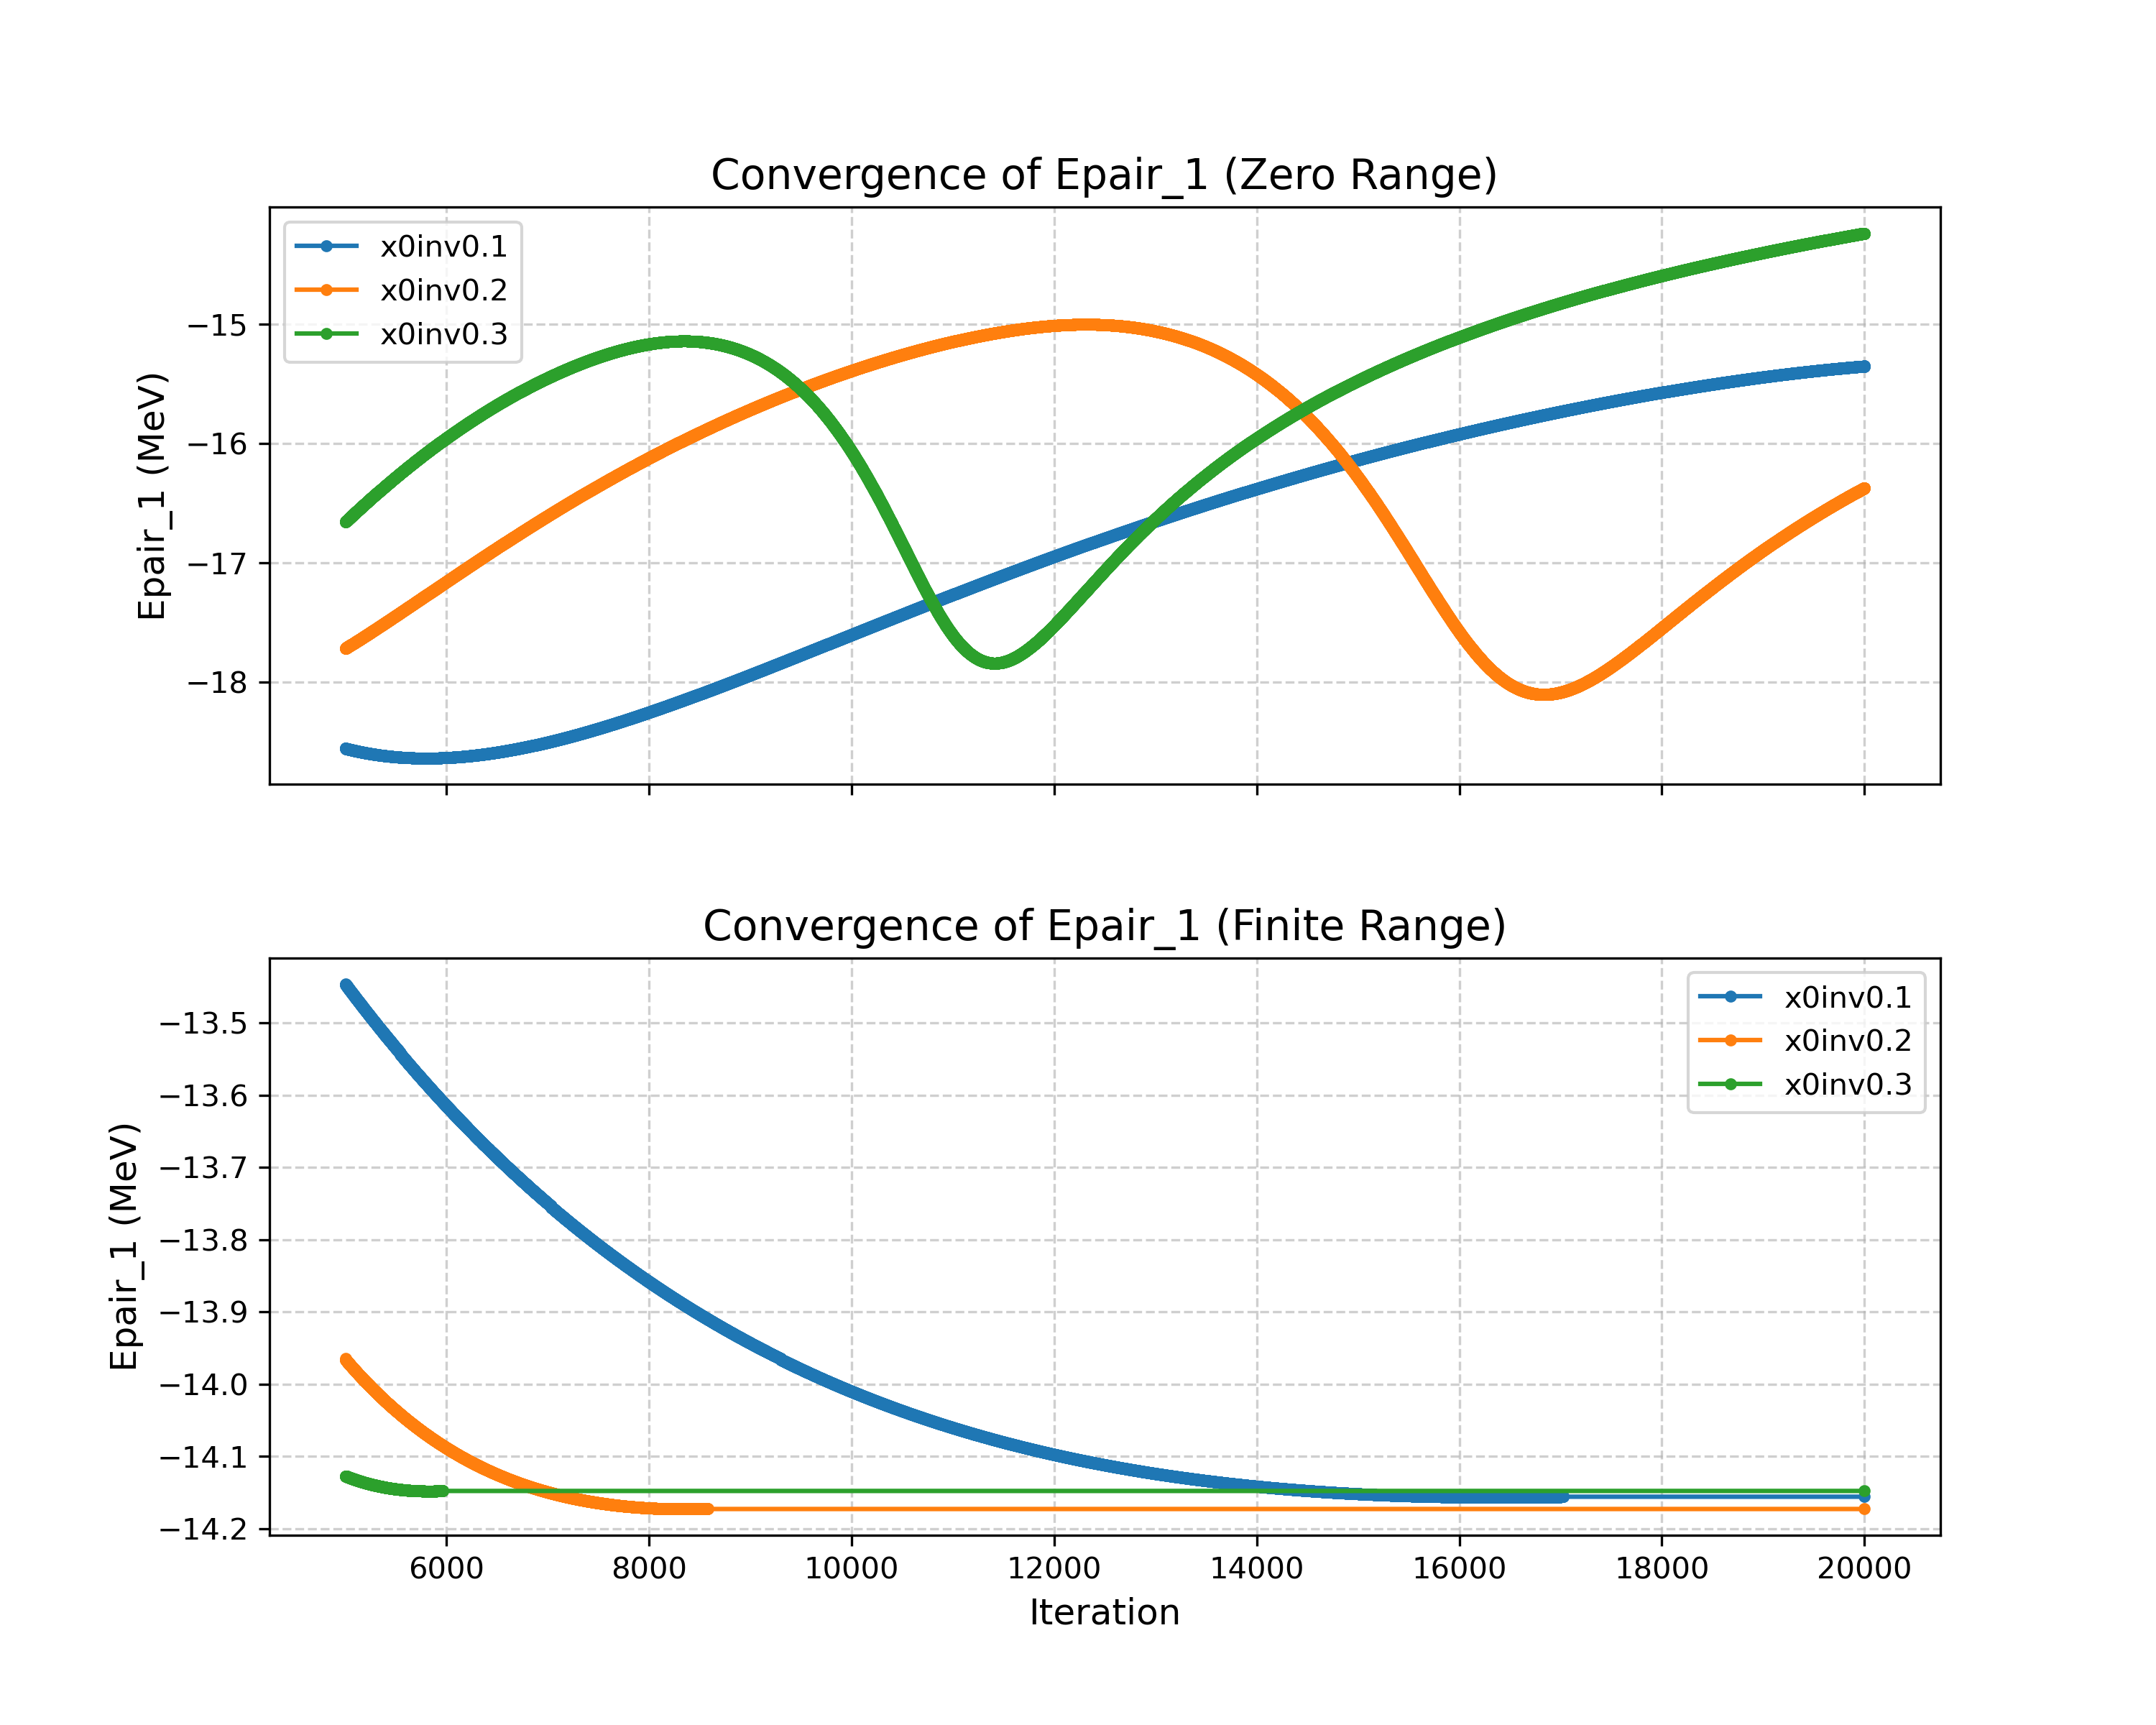 Convergence of Epair_1 (Zero Range)
x0inv0.1
x0inv0.2
x0inv0.3
Epair_1 (MeV)
−15
−16
−17
−18
Convergence of Epair_1 (Finite Range)
x0inv0.1
x0inv0.2
x0inv0.3
Epair_1 (MeV)
−13.5
−13.6
−13.7
−13.8
−13.9
−14.0
−14.1
−14.2
6000 8000 10000 12000 14000 16000 18000 20000
Iteration